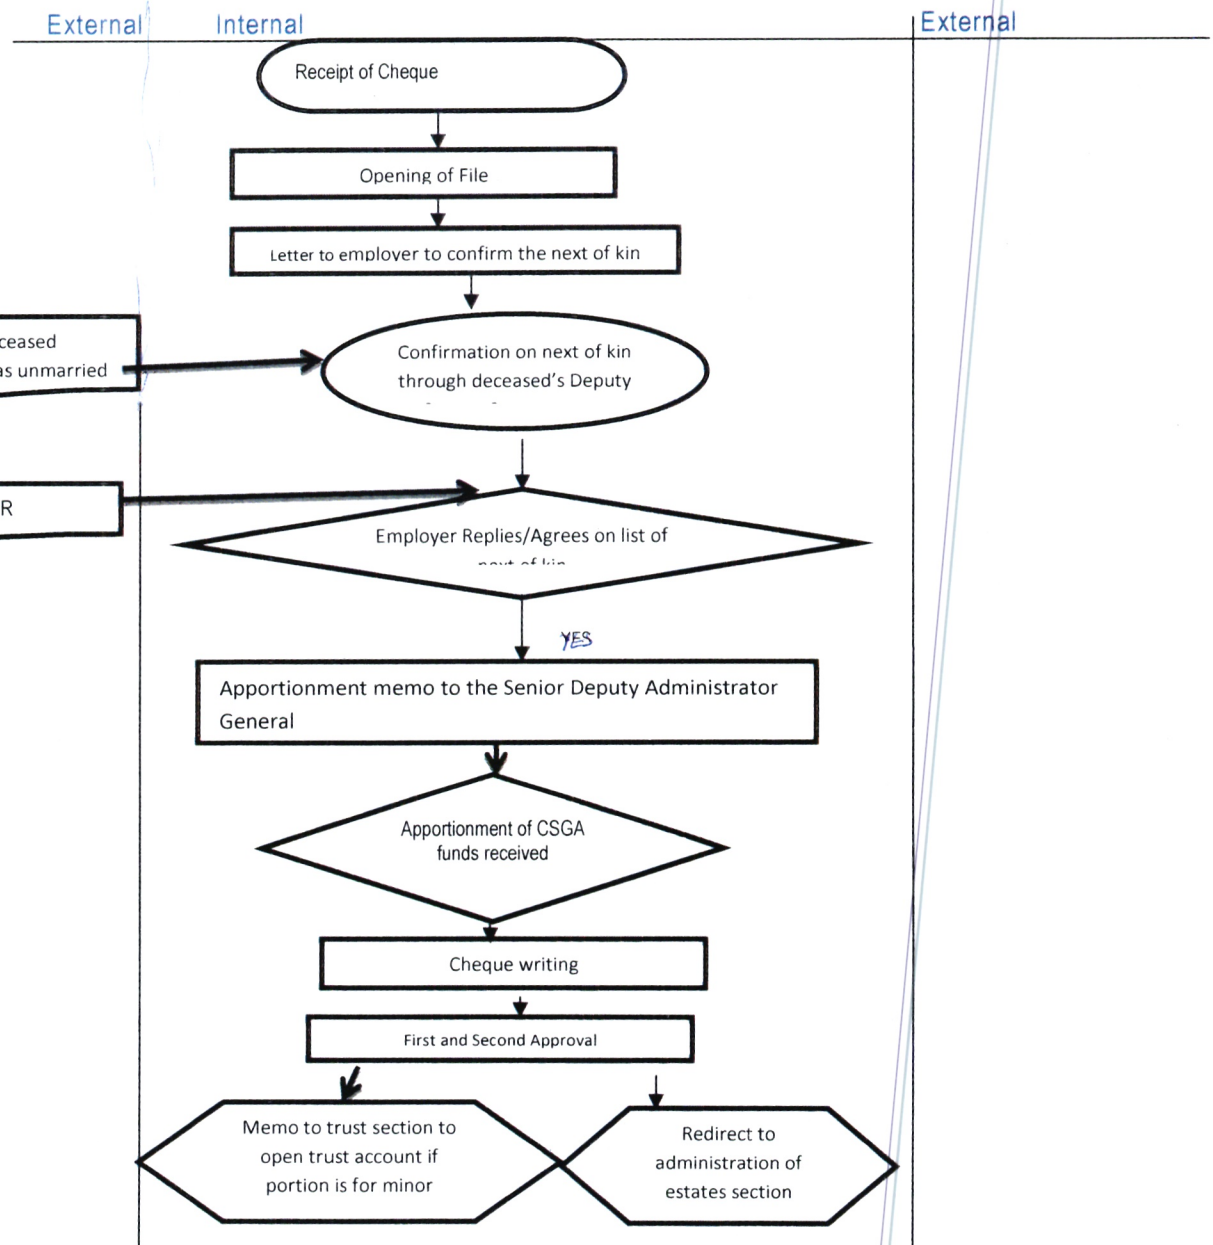 External
Internal
External
Receipt of Cheque
Opening of File
Letter to employer to confirm the next of kin
ceased
as unmarried
Confirmation on next of kin
through deceased's Deputy
R
Employer Replies/Agrees on list of
next of kin
YES
Apportionment memo to the Senior Deputy Administrator
General
Apportionment of CSGA
funds received
Cheque writing
First and Second Approval
Memo to trust section to
open trust account if
portion is for minor
Redirect to
administration of
estates section